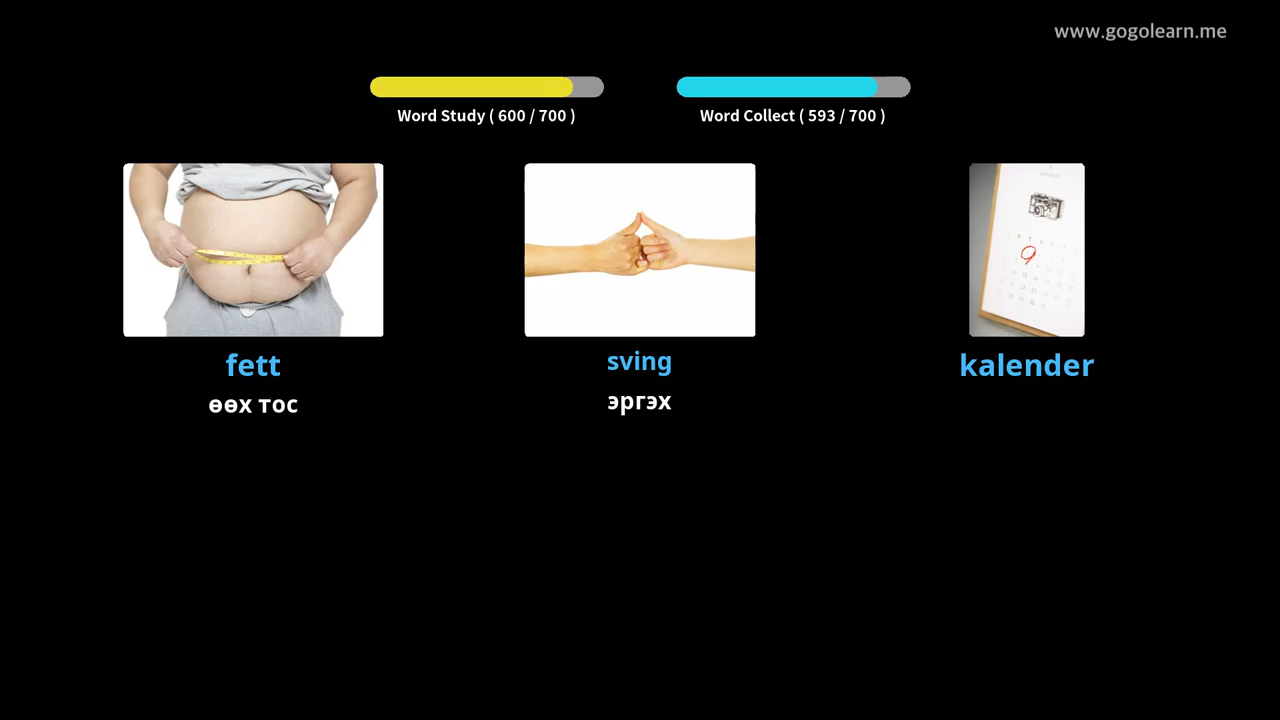 www.gogolearn.me
Word Study ( 600 / 700 )
Word Collect ( 593 / 700 )
fett
өөх тос
sving
эргэх
kalender